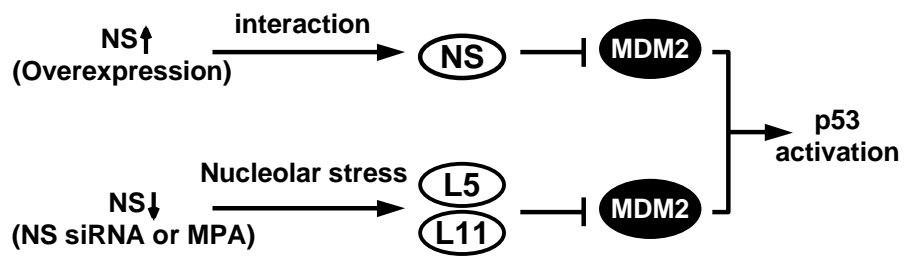 interaction
NS↑
(Overexpression)
NS
MDM2
p53
activation
Nucleolar stress
L5
L11
MDM2
NS↓
(NS siRNA or MPA)